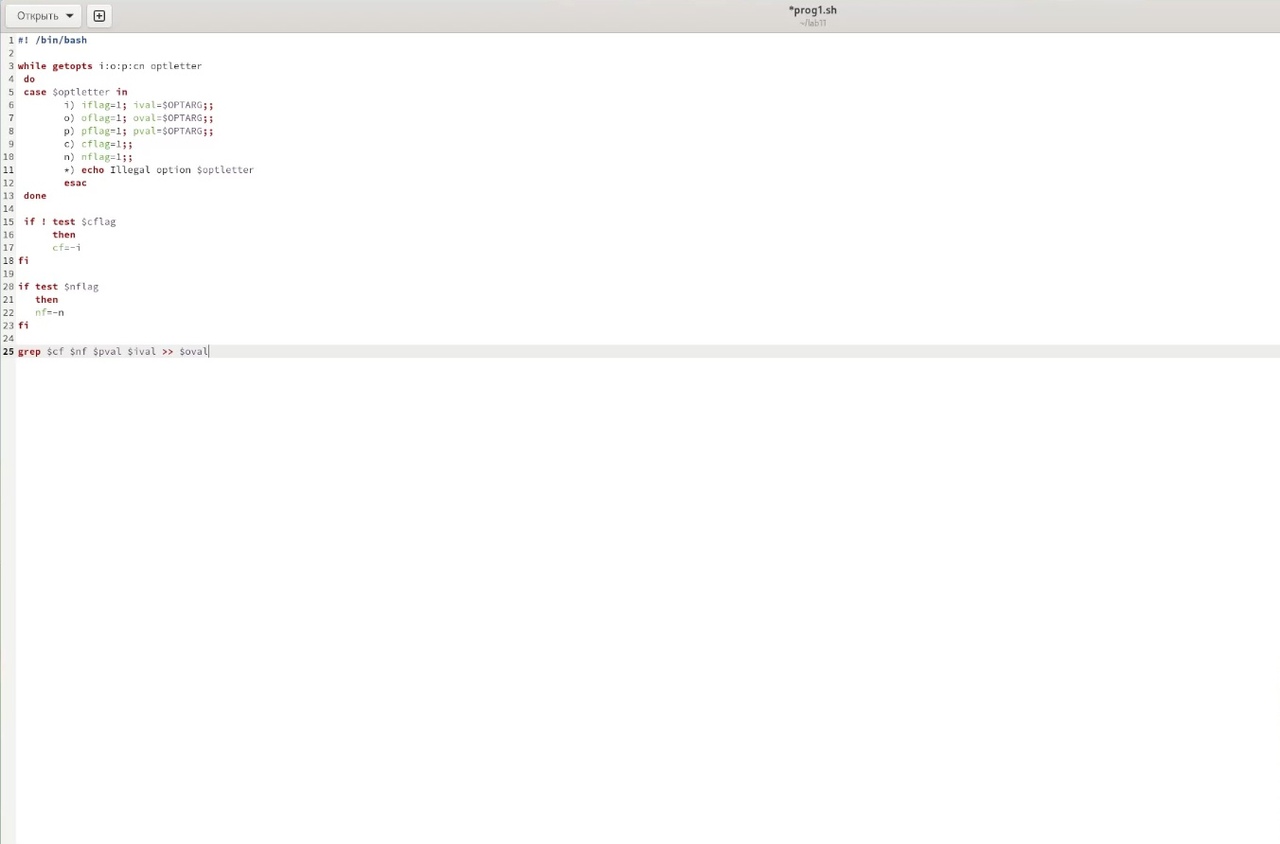 Открыть
*prog1.sh
~/lab11
1 #! /bin/bash
2
3 while getopts i:o:p:cn optletter
4 do
5 case $optletter in
6 i) iflag=1; ival=$OPTARG;;
7 o) oflag=1; oval=$OPTARG;;
8 p) pflag=1; pval=$OPTARG;;
9 c) cflag=1;;
10 n) nflag=1;;
11 *) echo Illegal option $optletter
12 esac
13 done
14
15 if ! test $cflag
16 then
17 cf=-i
18 fi
19
20 if test $nflag
21 then
22 nf=-n
23 fi
24
25 grep $cf $nf $pval $ival >> $oval